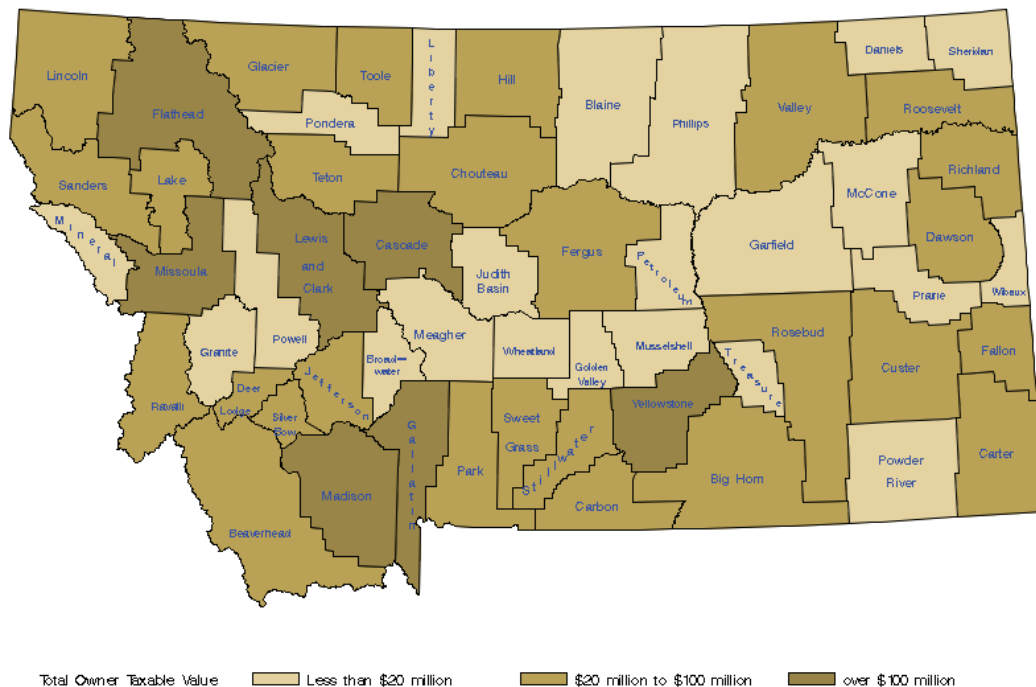 Lincoln
Flathead
Glacier
Toole
Liberty
Hill
Blaine
Phillips
Valley
Daniels
Sheridan
Roosevelt
Pondera
Sanders
Lake
Teton
Chouteau
McCone
Richland
Mineral
Missoula
Lewis
and
Clark
Cascade
Judith
Basin
Fergus
Petroleum
Garfield
Dawson
Prairie
Wibaux
Granite
Powell
Broad-
water
Meagher
Wheatland
Golden
Valley
Musselshell
Rosebud
Treasure
Custer
Fallon
Ravalli
Deer
Lodge
Silver
Bow
Jefferson
Gallatin
Park
Sweet
Grass
Stillwater
Yellowstone
Big Horn
Powder
River
Carter
Beaverhead
Madison
Carbon
Total Owner Taxable Value Less than $20 million $20 million to $100 million over $100 million